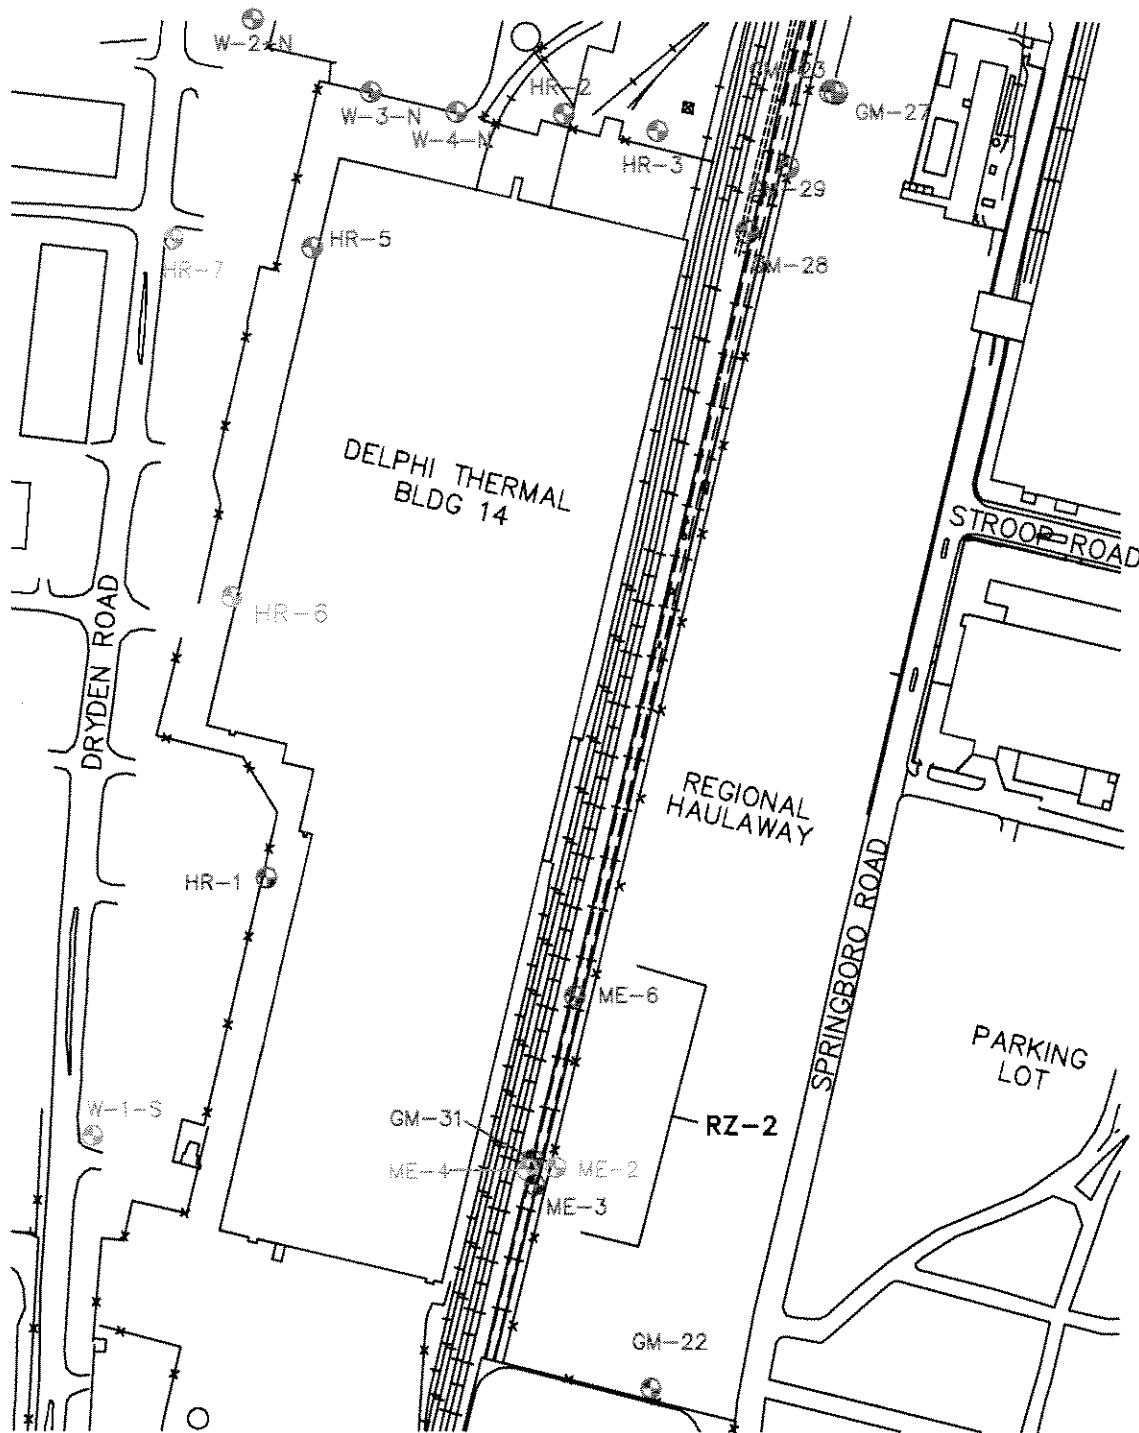 W-2-N
GM-23
HR-2
W-3-N
GM-27
W-4-N
HR-3
GM-29
HR-5
HR-7
GM-28
DELPHI THERMAL
BLDG 14
STROOP ROAD
HR-6
DRYDEN ROAD
REGIONAL
HAULAWAY
HR-1
SPRINGBORO ROAD
ME-6
PARKING
LOT
W-1-S
GM-31
RZ-2
ME-4
ME-2
ME-3
GM-22